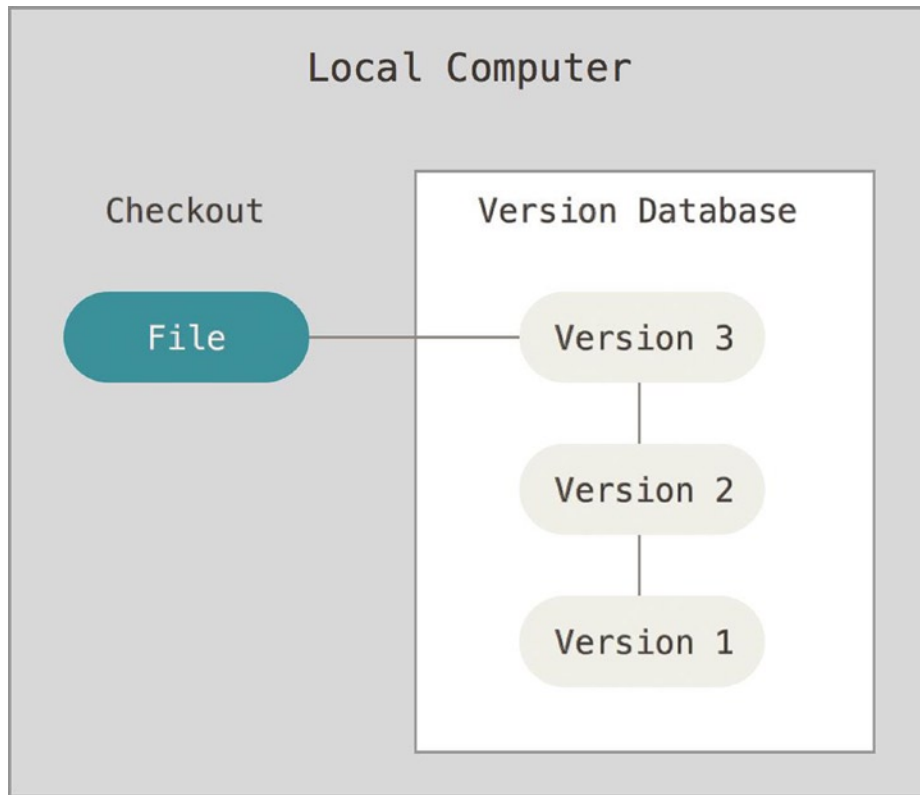 Local Computer
Checkout
Version Database
File
Version 3
Version 2
Version 1